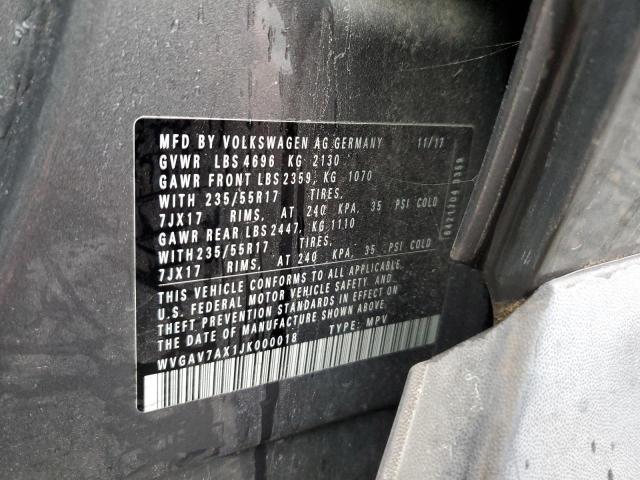 MFD BY VOLKSWAGEN AG GERMANY 11/17
GVWR LBS 4696 KG 2130
GAWR FRONT LBS 2359, KG 1070
WITH 235/55R17 TIRES,
7JX17 RIMS, AT 240 KPA, 35 PSI COLD
GAWR REAR LBS 2447, KG 1110
WITH 235/55R17 TIRES,
7JX17 RIMS, AT 240 KPA, 35 PSI COLD
THIS VEHICLE CONFORMS TO ALL APPLICABLE
U.S. FEDERAL MOTOR VEHICLE SAFETY, AND
THEFT PREVENTION STANDARDS IN EFFECT ON
THE DATE OF MANUFACTURE SHOWN ABOVE.
WVGAV7AX1JK000018 TYPE: MPV